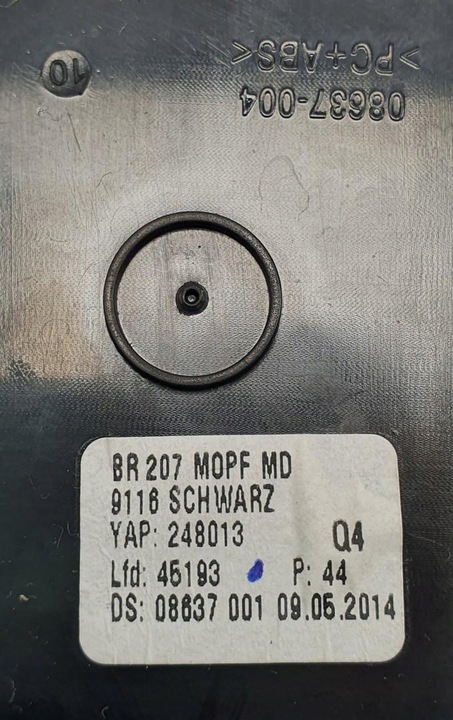 >PC+ABS<
08637-004
10
BR 207 MOPF MD
9116 SCHWARZ
YAP: 248013 Q4
Lfd: 45193 P: 44
DS: 08637 001 09.05.2014